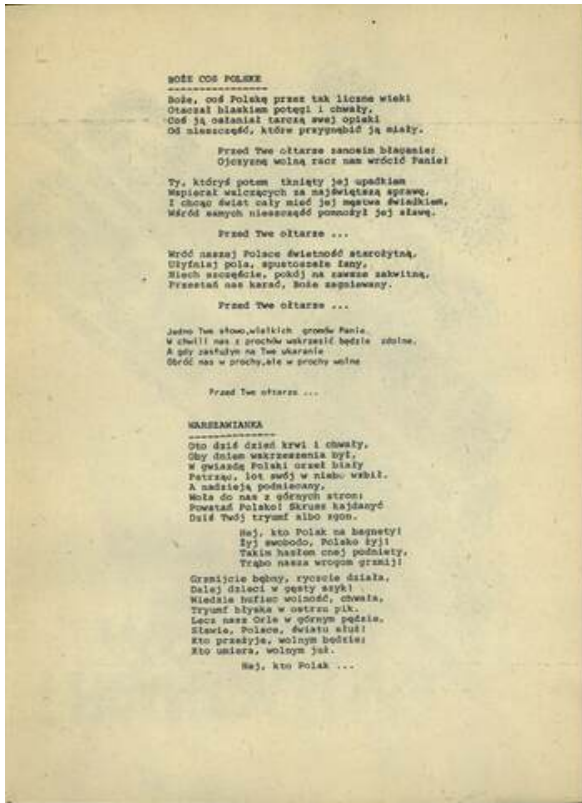 BOŻE COŚ POLSKĘ
Boże, coś Polskę przez tak liczne wieki
Otaczał blaskiem potęgi i chwały,
Coś ją osłaniał tarczą swej opieki
Od nieszczęść, które przygnębić ją miały.
Przed Twe ołtarze zanosim błaganie:
Ojczyznę wolną racz nam wrócić Panie!
Ty, któryś potem tknięty jej upadkiem
Wspierał walczących za najświętszą sprawę,
I chcąc świat cały mieć jej męstwa świadkiem,
Wśród samych nieszczęść pomnożył jej sławę.
Przed Twe ołtarze ...
Wróć naszej Polsce świetność starożytną,
Użyźniaj pola, spustoszałe łany,
Niech szczęście, pokój na zawsze zakwitną,
Przestań nas karać, Boże zagniewany.
Przed Twe ołtarze ...
Jedno Twe słowo,wielkich gromów Panie.
W chwili nas z prochów wskrzesić będzie zdolne.
A gdy zasłużym na Twe ukaranie
Obróć nas w prochy,ale w prochy wolne
Przed Twe ołtarze ...
WARSZAWIANKA
Oto dziś dzień krwi i chwały,
Oby dniem wskrzeszenia był,
W gwiazdę Polski orzeł biały
Patrząc, lot swój w niebo wzbił.
A nadzieją podniecany,
Woła do nas z górnych stron:
Powstań Polsko! Skrusz kajdany
Dziś Twój tryumf albo zgon.
Hej, kto Polak na bagnety!
Żyj swobodo, Polsko żyj!
Takim hasłem cnej podniety,
Trąbo nasza wrogom grzmij!
Grzmijcie bębny, ryczcie działa,
Dalej dzieci w gęsty szyk!
Wiedzie hufiec wolność, chwała,
Tryumf błyska w ostrzu pik.
Leć nasz Orle w górnym pędzie,
Sławie, Polsce, światu służ!
Kto przeżyje, wolnym będzie;
Kto umiera, wolnym już.
Hej, kto Polak ...